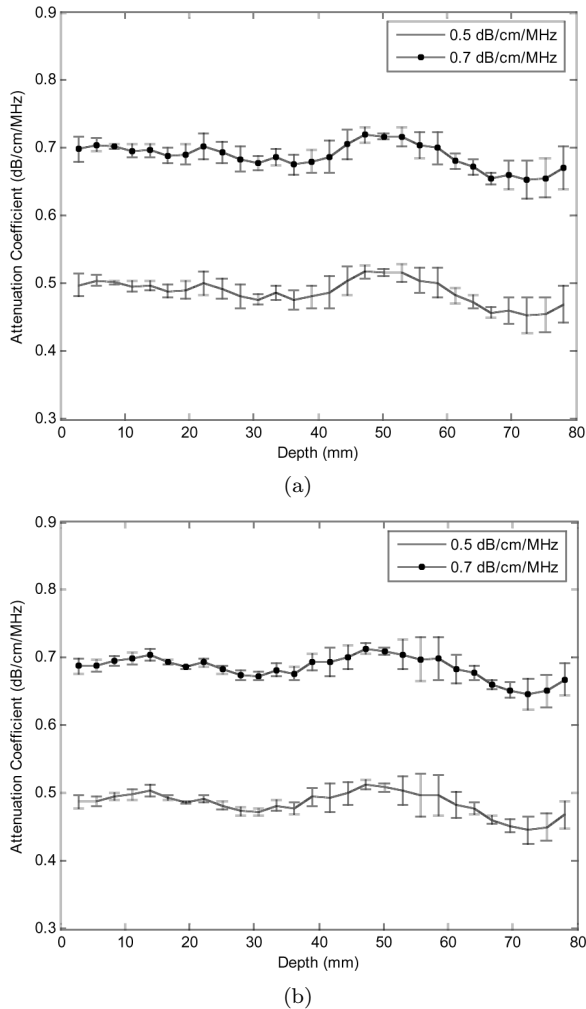 0.9
0.5 dB/cm/MHz
0.7 dB/cm/MHz
0.8
0.7
0.6
0.5
0.4
0.3
Attenuation Coefficient (dB/cm/MHz)
0 10 20 30 40 50 60 70 80
Depth (mm)
(a)
0.9
0.5 dB/cm/MHz
0.7 dB/cm/MHz
0.8
0.7
0.6
0.5
0.4
0.3
Attenuation Coefficient (dB/cm/MHz)
0 10 20 30 40 50 60 70 80
Depth (mm)
(b)